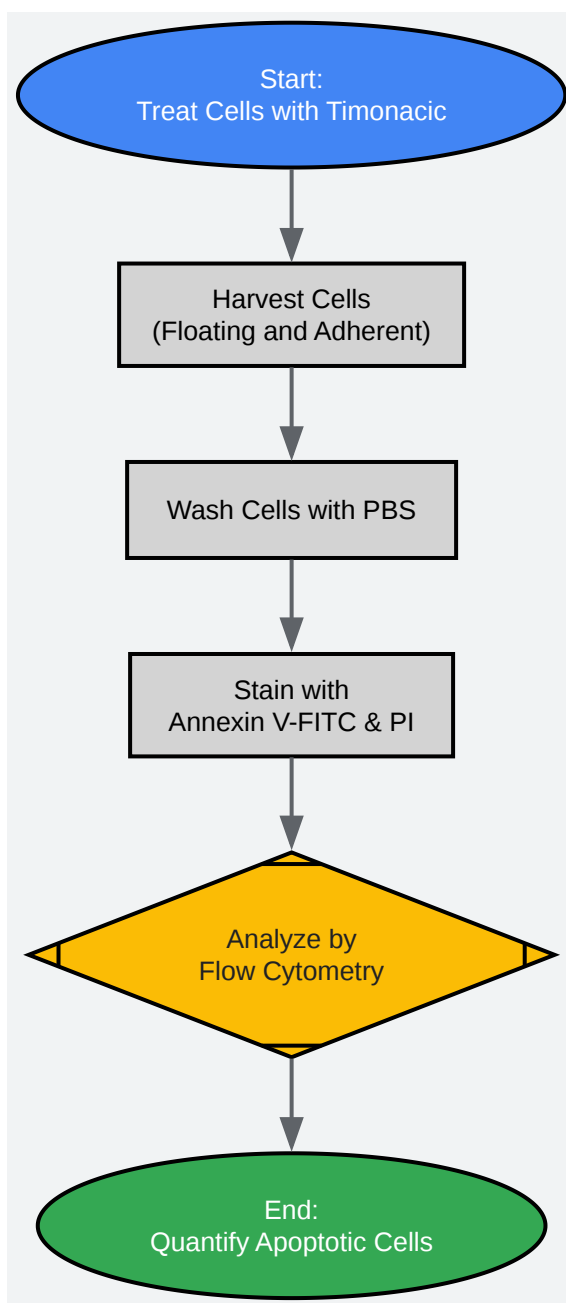 Start:
Treat Cells with Timonacic
Harvest Cells
(Floating and Adherent)
Wash Cells with PBS
Stain with
Annexin V-FITC & PI
Analyze by
Flow Cytometry
End:
Quantify Apoptotic Cells